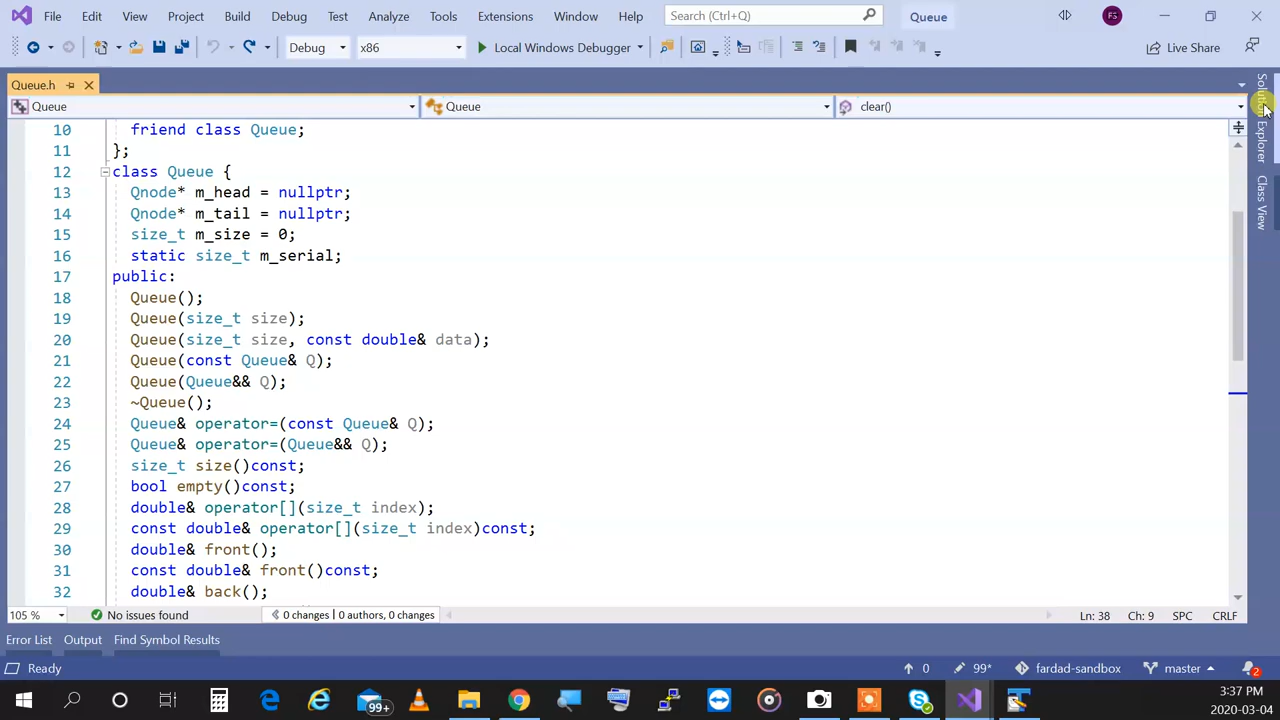 File Edit View Project Build Debug Test Analyze Tools Extensions Window Help Search (Ctrl+Q) Queue FS
Debug x86 Local Windows Debugger Live Share
Queue.h
Queue Queue clear()
10 friend class Queue;
11 };
12 class Queue {
13 Qnode* m_head = nullptr;
14 Qnode* m_tail = nullptr;
15 size_t m_size = 0;
16 static size_t m_serial;
17 public:
18 Queue();
19 Queue(size_t size);
20 Queue(size_t size, const double& data);
21 Queue(const Queue& Q);
22 Queue(Queue&& Q);
23 ~Queue();
24 Queue& operator=(const Queue& Q);
25 Queue& operator=(Queue&& Q);
26 size_t size()const;
27 bool empty()const;
28 double& operator[](size_t index);
29 const double& operator[](size_t index)const;
30 double& front();
31 const double& front()const;
32 double& back();
Solution Explorer
Class View
105 % No issues found 0 changes | 0 authors, 0 changes Ln: 38 Ch: 9 SPC CRLF
Error List Output Find Symbol Results
Ready 0 99* fardad-sandbox master 2
99+
3:37 PM
2020-03-04